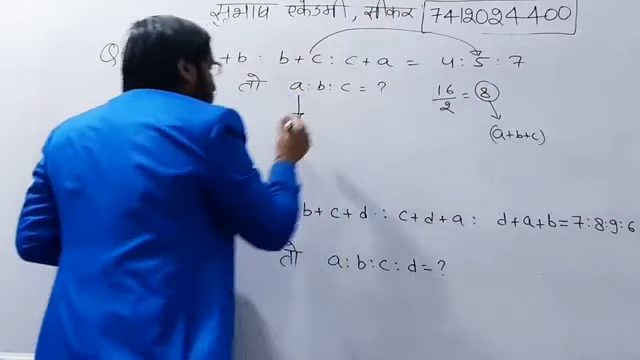 सुभाष एकेडमी, सीकर 7412024400
Q +b : b+c : c+a = 4:5:7
तो a:b:c = ?
16/2 = 8
(a+b+c)
b+c+d : c+d+a : d+a+b=7:8:9:6
तो a:b:c:d=?